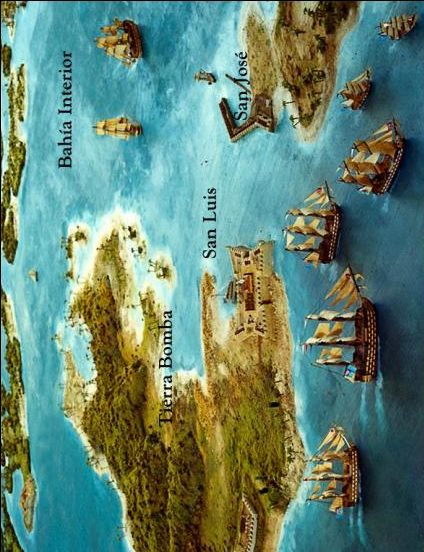 Bahía Interior
San José
San Luis
Tierra Bomba